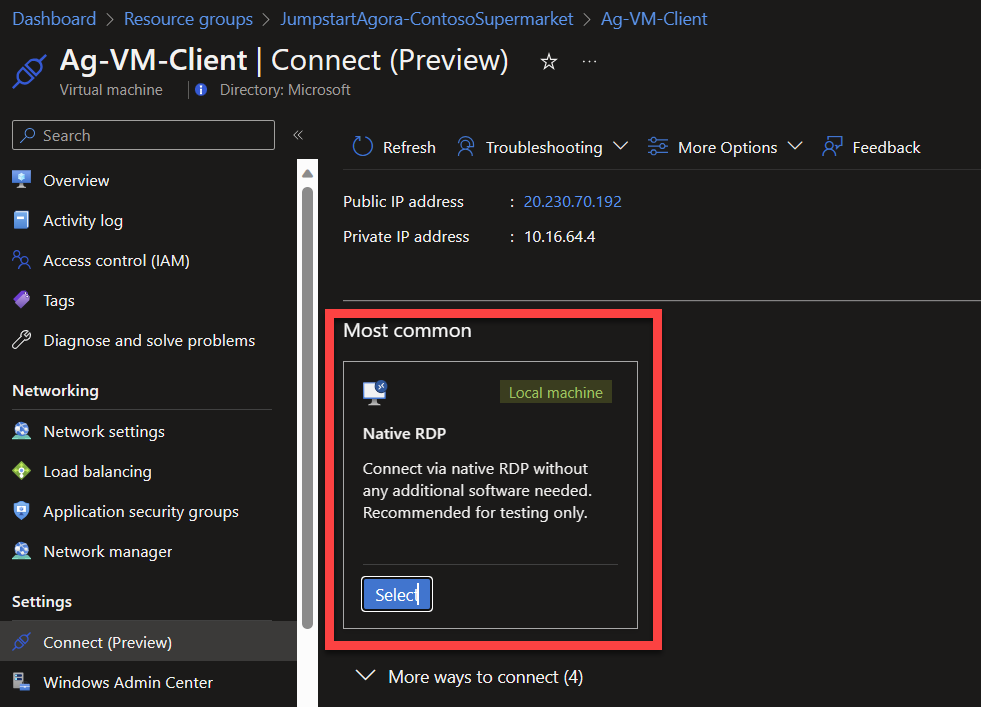 Dashboard > Resource groups > JumpstartAgora-ContosoSupermarket > Ag-VM-Client
Ag-VM-Client | Connect (Preview) ☆ ...
Virtual machine | Directory: Microsoft
Search «
Overview
Activity log
Access control (IAM)
Tags
Diagnose and solve problems
Networking
Network settings
Load balancing
Application security groups
Network manager
Settings
Connect (Preview)
Windows Admin Center
Refresh Troubleshooting More Options Feedback
Public IP address : 20.230.70.192
Private IP address : 10.16.64.4
Most common
Local machine
Native RDP
Connect via native RDP without
any additional software needed.
Recommended for testing only.
Select
More ways to connect (4)